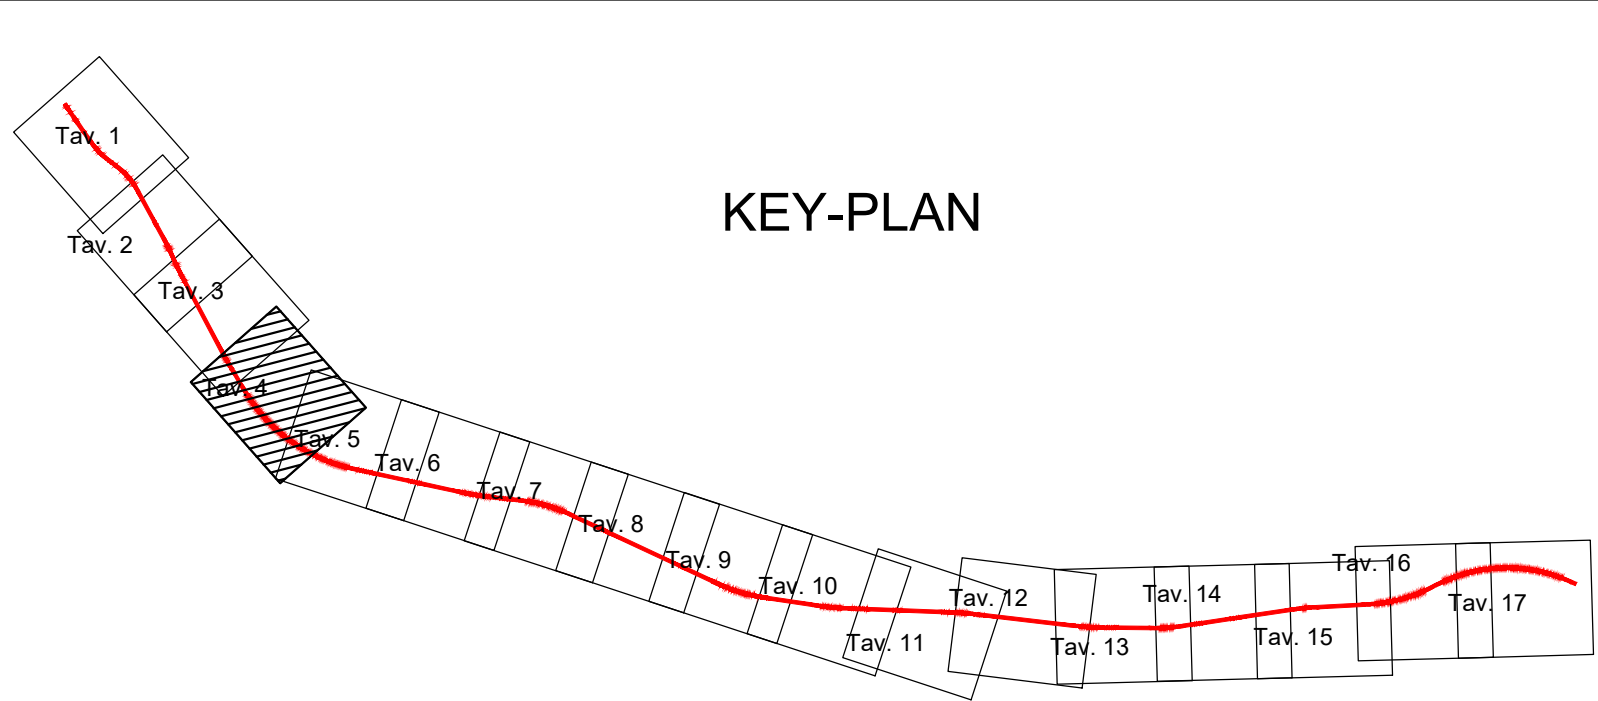 KEY-PLAN
Tav. 1
Tav. 2
Tav. 3
Tav. 4
Tav. 5
Tav. 6
Tav. 7
Tav. 8
Tav. 9
Tav. 10
Tav. 11
Tav. 12
Tav. 13
Tav. 14
Tav. 15
Tav. 16
Tav. 17